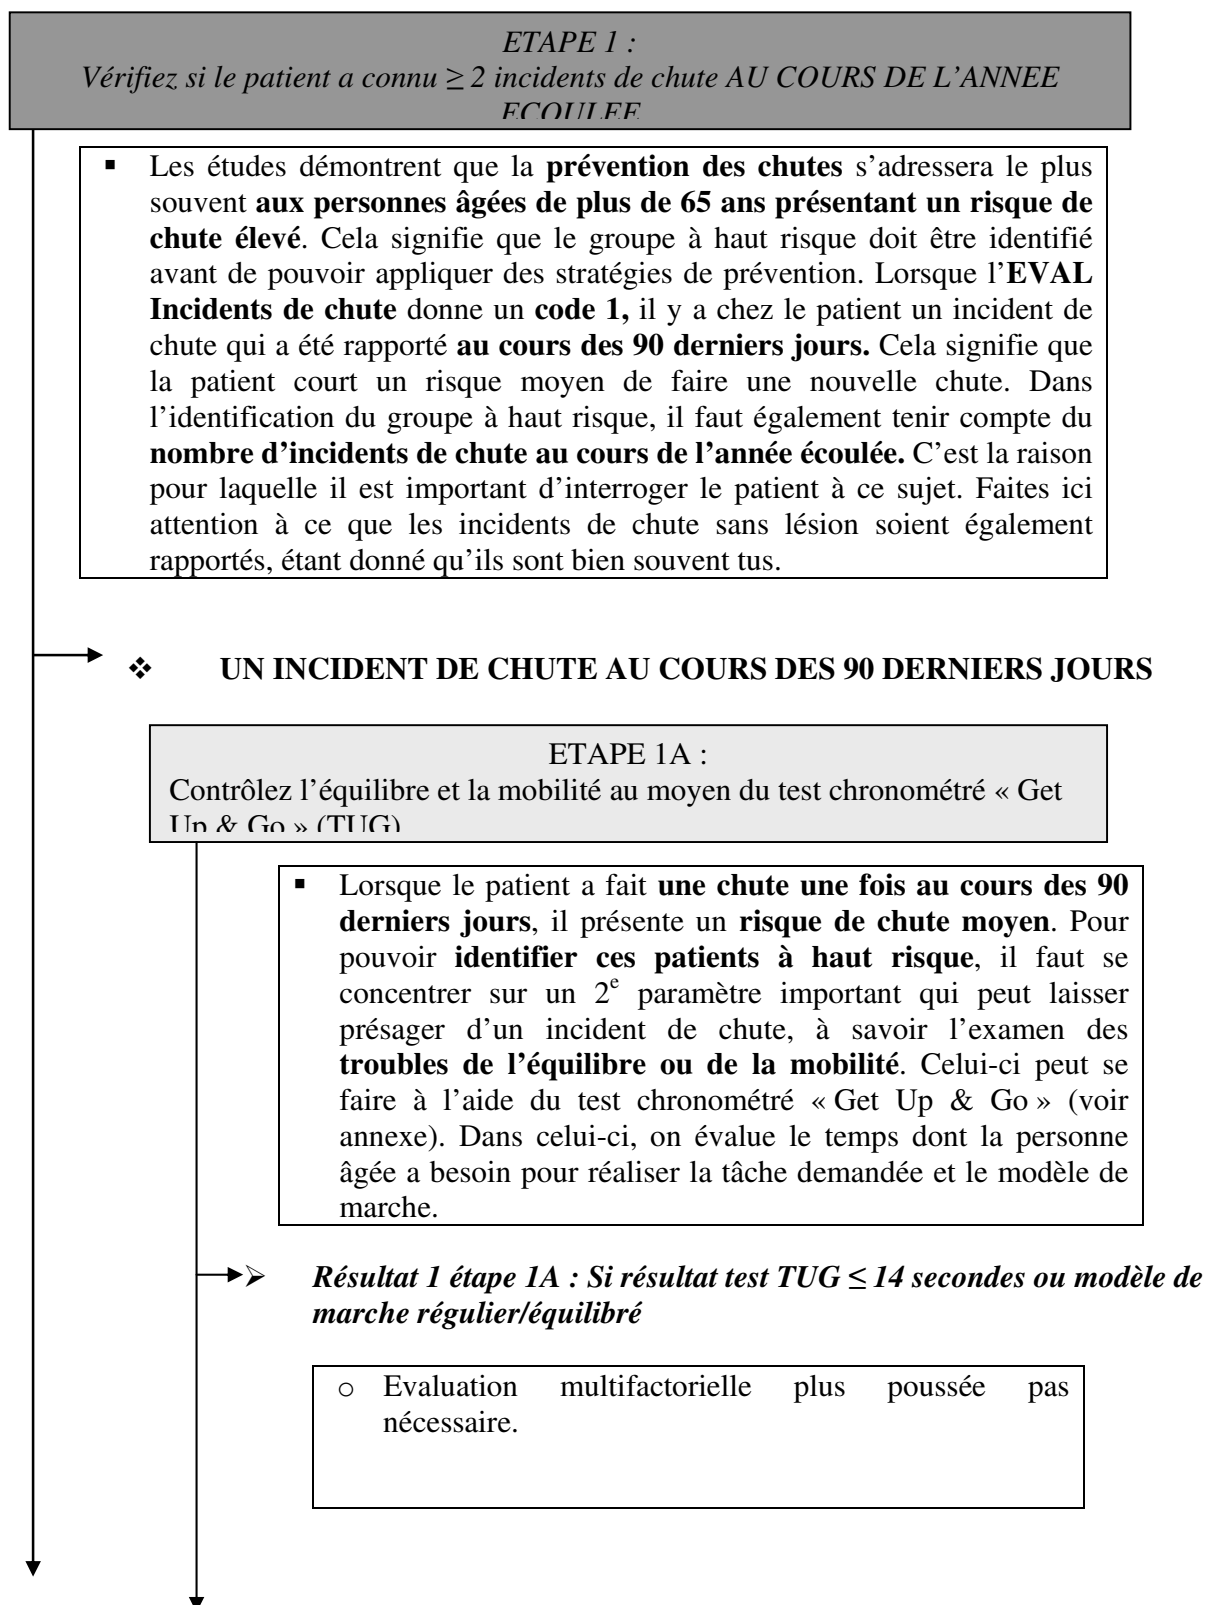 ETAPE 1 :
Vérifiez si le patient a connu ≥ 2 incidents de chute AU COURS DE L'ANNEE
ECOULEE
▪ Les études démontrent que la prévention des chutes s'adressera le plus
souvent aux personnes âgées de plus de 65 ans présentant un risque de
chute élevé. Cela signifie que le groupe à haut risque doit être identifié
avant de pouvoir appliquer des stratégies de prévention. Lorsque l'EVAL
Incidents de chute donne un code 1, il y a chez le patient un incident de
chute qui a été rapporté au cours des 90 derniers jours. Cela signifie que
la patient court un risque moyen de faire une nouvelle chute. Dans
l'identification du groupe à haut risque, il faut également tenir compte du
nombre d'incidents de chute au cours de l'année écoulée. C'est la raison
pour laquelle il est important d'interroger le patient à ce sujet. Faites ici
attention à ce que les incidents de chute sans lésion soient également
rapportés, étant donné qu'ils sont bien souvent tus.
❖ UN INCIDENT DE CHUTE AU COURS DES 90 DERNIERS JOURS
ETAPE 1A :
Contrôlez l'équilibre et la mobilité au moyen du test chronométré « Get
Up & Go » (TUG)
▪ Lorsque le patient a fait une chute une fois au cours des 90
derniers jours, il présente un risque de chute moyen. Pour
pouvoir identifier ces patients à haut risque, il faut se
concentrer sur un 2e paramètre important qui peut laisser
présager d'un incident de chute, à savoir l'examen des
troubles de l'équilibre ou de la mobilité. Celui-ci peut se
faire à l'aide du test chronométré « Get Up & Go » (voir
annexe). Dans celui-ci, on évalue le temps dont la personne
âgée a besoin pour réaliser la tâche demandée et le modèle de
marche.
➢ Résultat 1 étape 1A : Si résultat test TUG ≤ 14 secondes ou modèle de
marche régulier/équilibré
o Evaluation multifactorielle plus poussée pas
nécessaire.